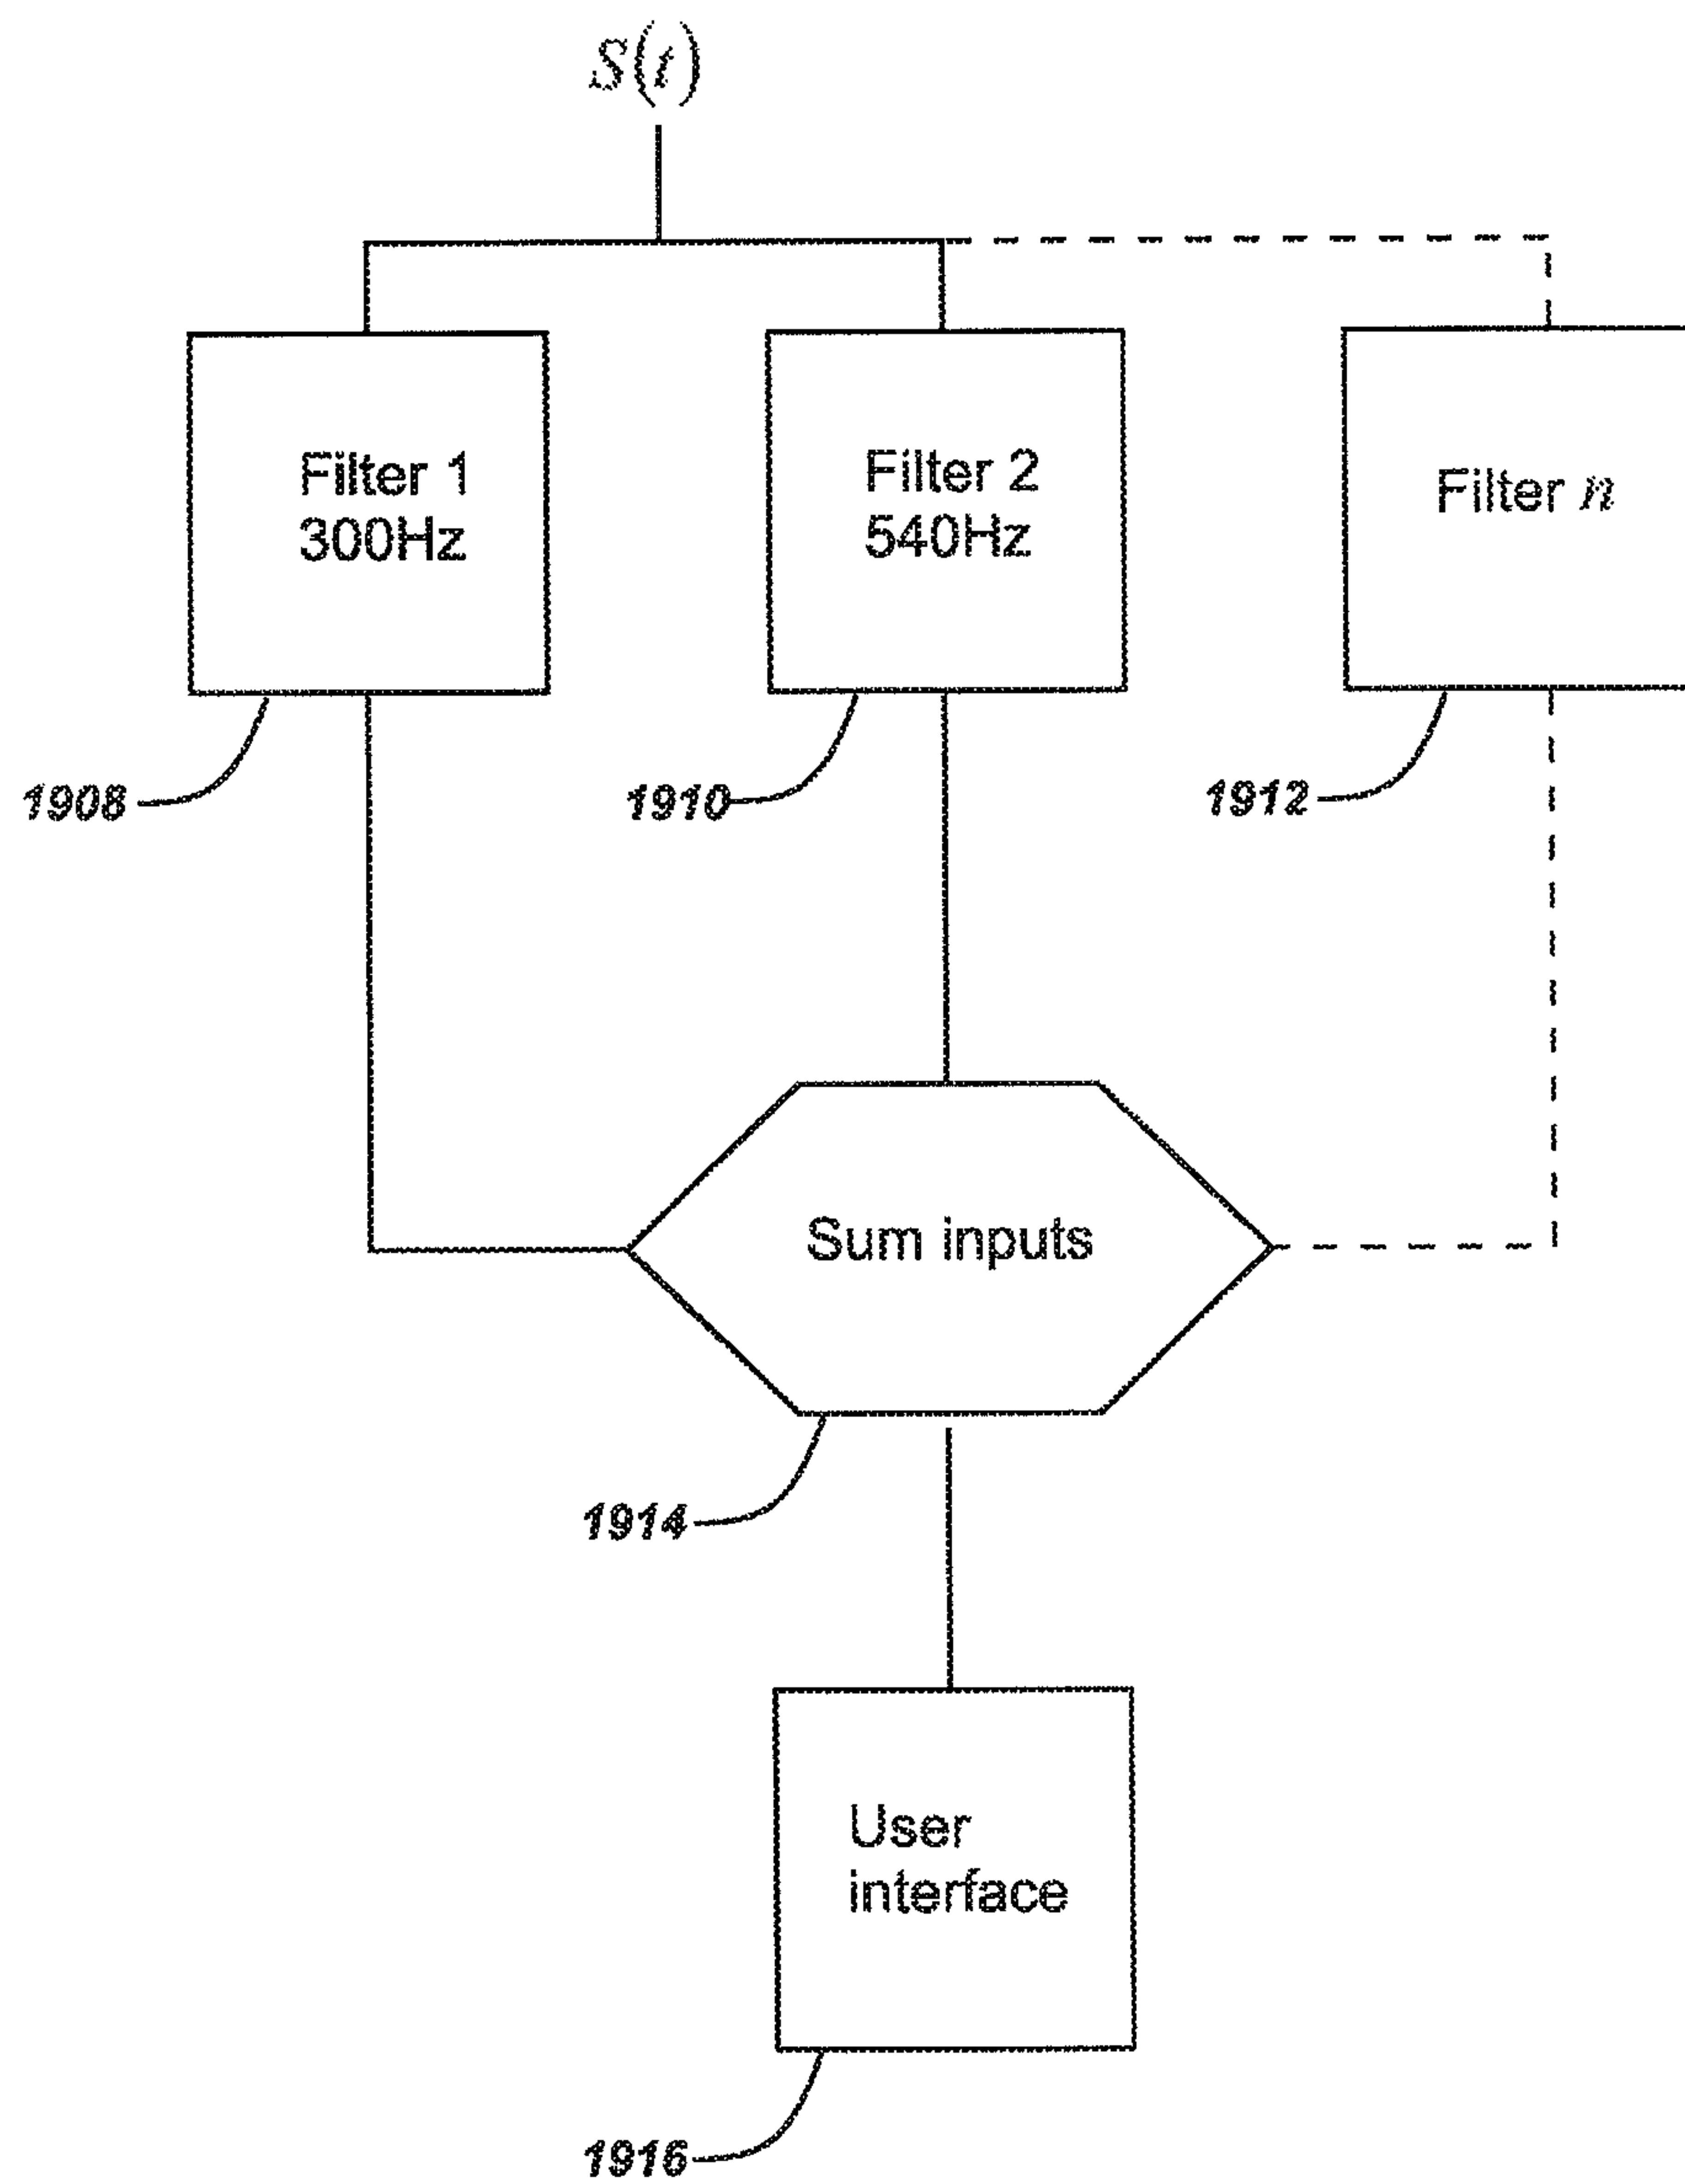 S(t)
Filter 1
300Hz
Filter 2
540Hz
Filter n
1908
1910
1912
Sum inputs
1914
User
interface
1916